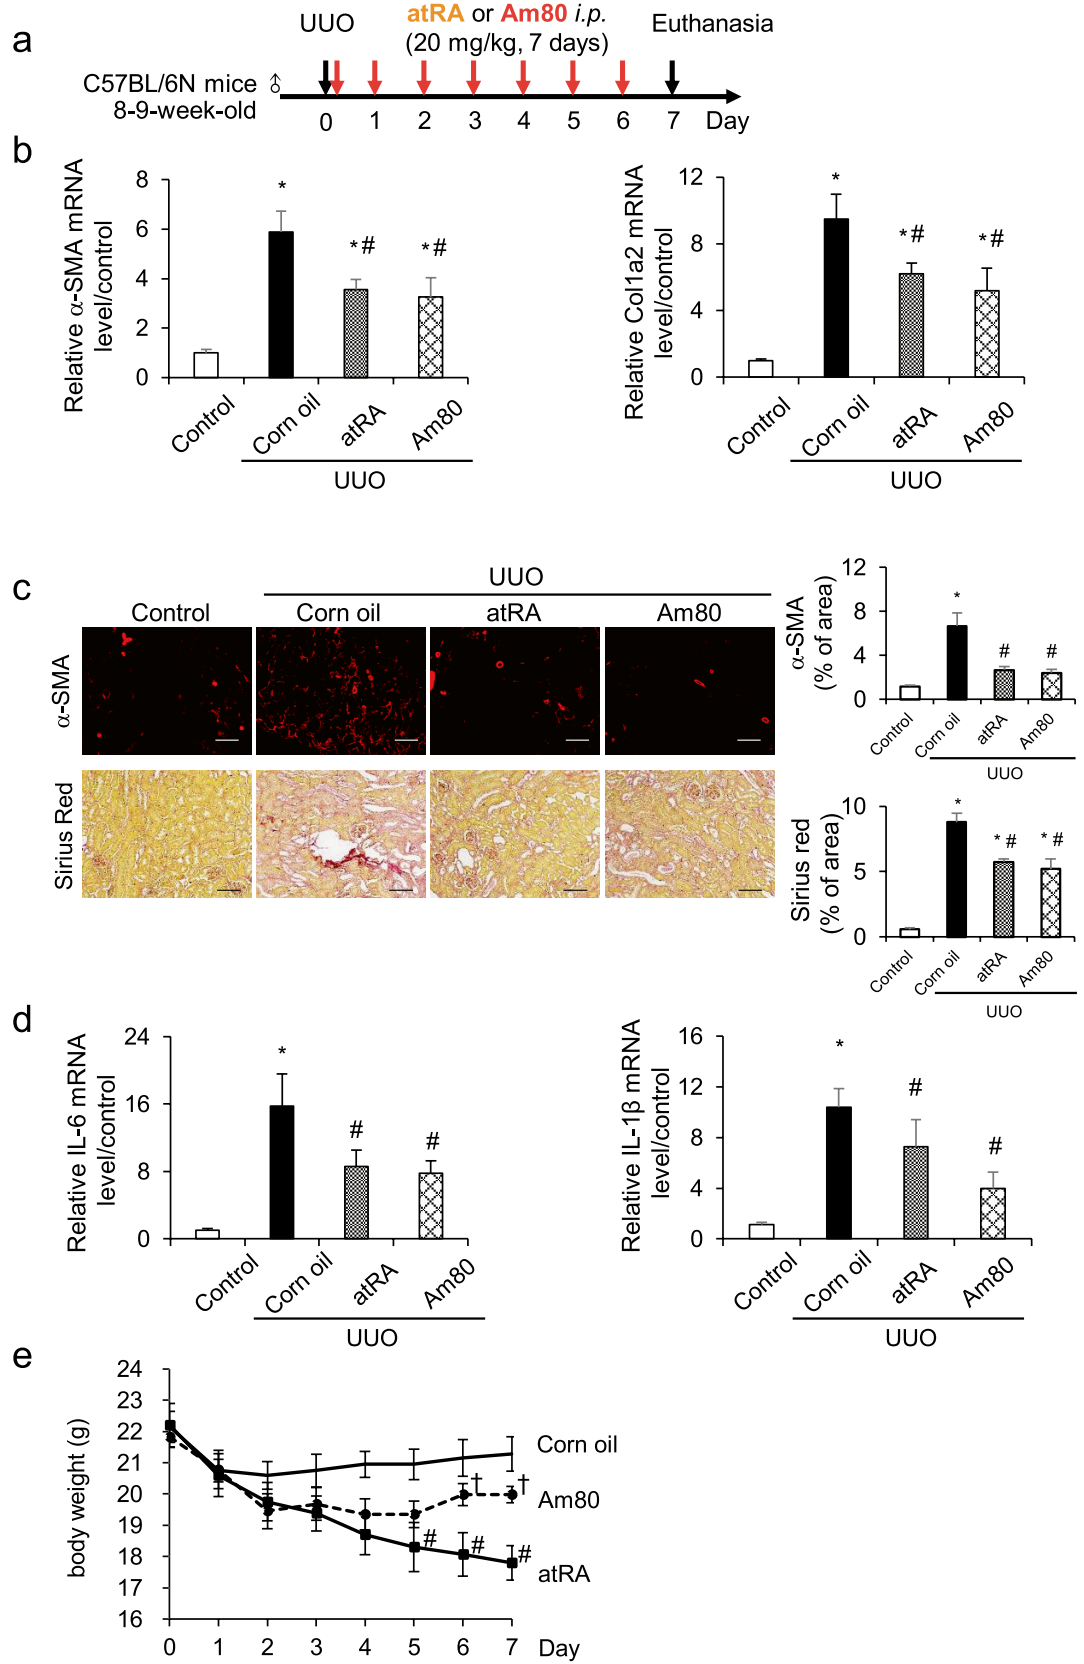 a
UUO
atRA or Am80 i.p.
(20 mg/kg, 7 days)
Euthanasia
C57BL/6N mice ♂
8-9-week-old
0 1 2 3 4 5 6 7 Day
b
Relative α-SMA mRNA
level/control
8
6
4
2
0
*
*#
*#
Control
Corn oil
atRA
Am80
UUO
Relative Col1a2 mRNA
level/control
12
8
4
0
*
*#
*#
Control
Corn oil
atRA
Am80
UUO
c
UUO
Control
Corn oil
atRA
Am80
α-SMA
Sirius Red
α-SMA
(% of area)
12
8
4
0
*
#
#
Control
Corn oil
atRA
Am80
UUO
Sirius red
(% of area)
10
5
0
*
* #
* #
Control
Corn oil
atRA
Am80
UUO
d
Relative IL-6 mRNA
level/control
24
16
8
0
*
#
#
Control
Corn oil
atRA
Am80
UUO
Relative IL-1β mRNA
level/control
16
12
8
4
0
*
#
#
Control
Corn oil
atRA
Am80
UUO
e
body weight (g)
24
23
22
21
20
19
18
17
16
Corn oil
† †
Am80
# # #
atRA
0 1 2 3 4 5 6 7 Day